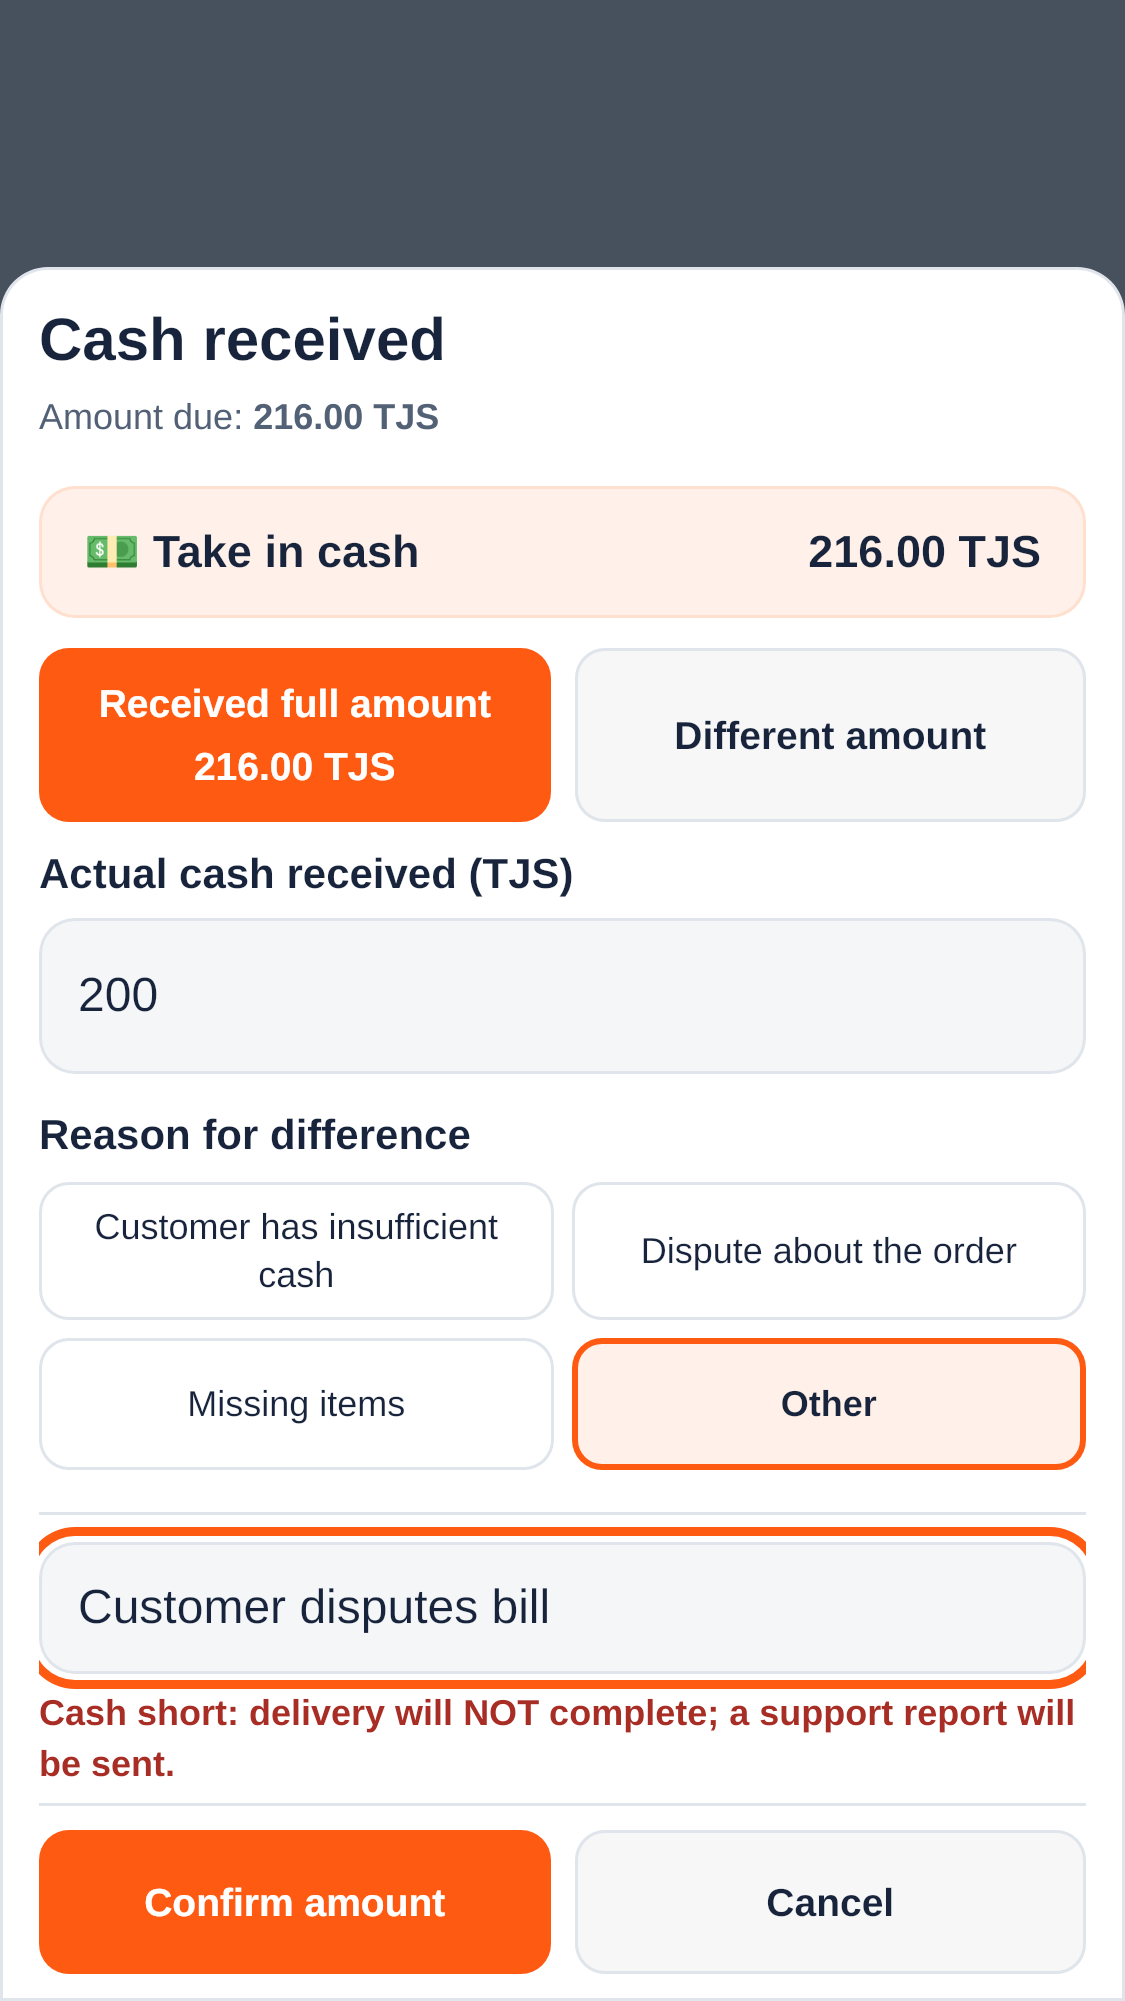 Cash received
Amount due: 216.00 TJS
Take in cash
216.00 TJS
Received full amount
216.00 TJS
Different amount
Actual cash received (TJS)
200
Reason for difference
Customer has insufficient
cash
Dispute about the order
Missing items
Other
Customer disputes bill
Cash short: delivery will NOT complete; a support report will
be sent.
Confirm amount
Cancel